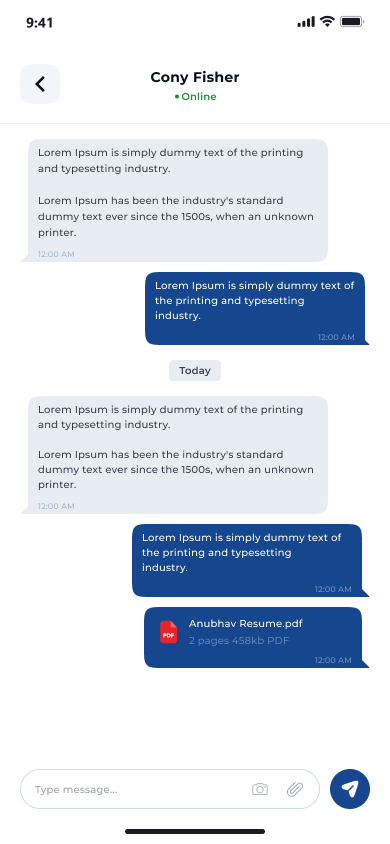 9:41
Cony Fisher
Online
Lorem Ipsum is simply dummy text of the printing
and typesetting industry.
Lorem Ipsum has been the industry's standard
dummy text ever since the 1500s, when an unknown
printer.
12:00 AM
Lorem Ipsum is simply dummy text of
the printing and typesetting
industry.
12:00 AM
Today
Lorem Ipsum is simply dummy text of the printing
and typesetting industry.
Lorem Ipsum has been the industry's standard
dummy text ever since the 1500s, when an unknown
printer.
12:00 AM
Lorem Ipsum is simply dummy text of
the printing and typesetting
industry.
12:00 AM
Anubhav Resume.pdf
PDF
2 pages 458kb PDF
12:00 AM
Type message...